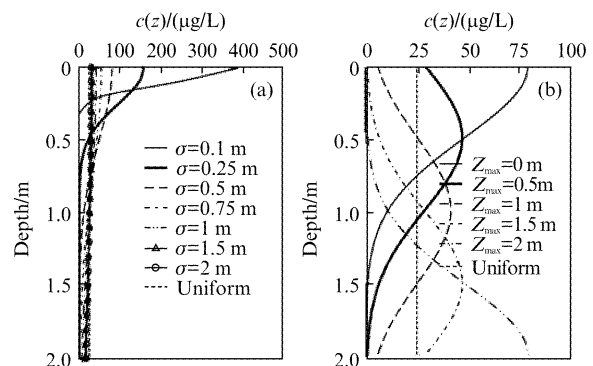 c(z)/(μg/L)
0 100 200 300 400 500
0
0.5
1.0
1.5
2.0
Depth/m
(a)
σ=0.1 m
σ=0.25 m
σ=0.5 m
σ=0.75 m
σ=1 m
σ=1.5 m
σ=2 m
Uniform
c(z)/(μg/L)
0 25 50 75 100
0
0.5
1.0
1.5
2.0
Depth/m
(b)
Zmax=0 m
Zmax=0.5m
Zmax=1 m
Zmax=1.5 m
Zmax=2 m
Uniform